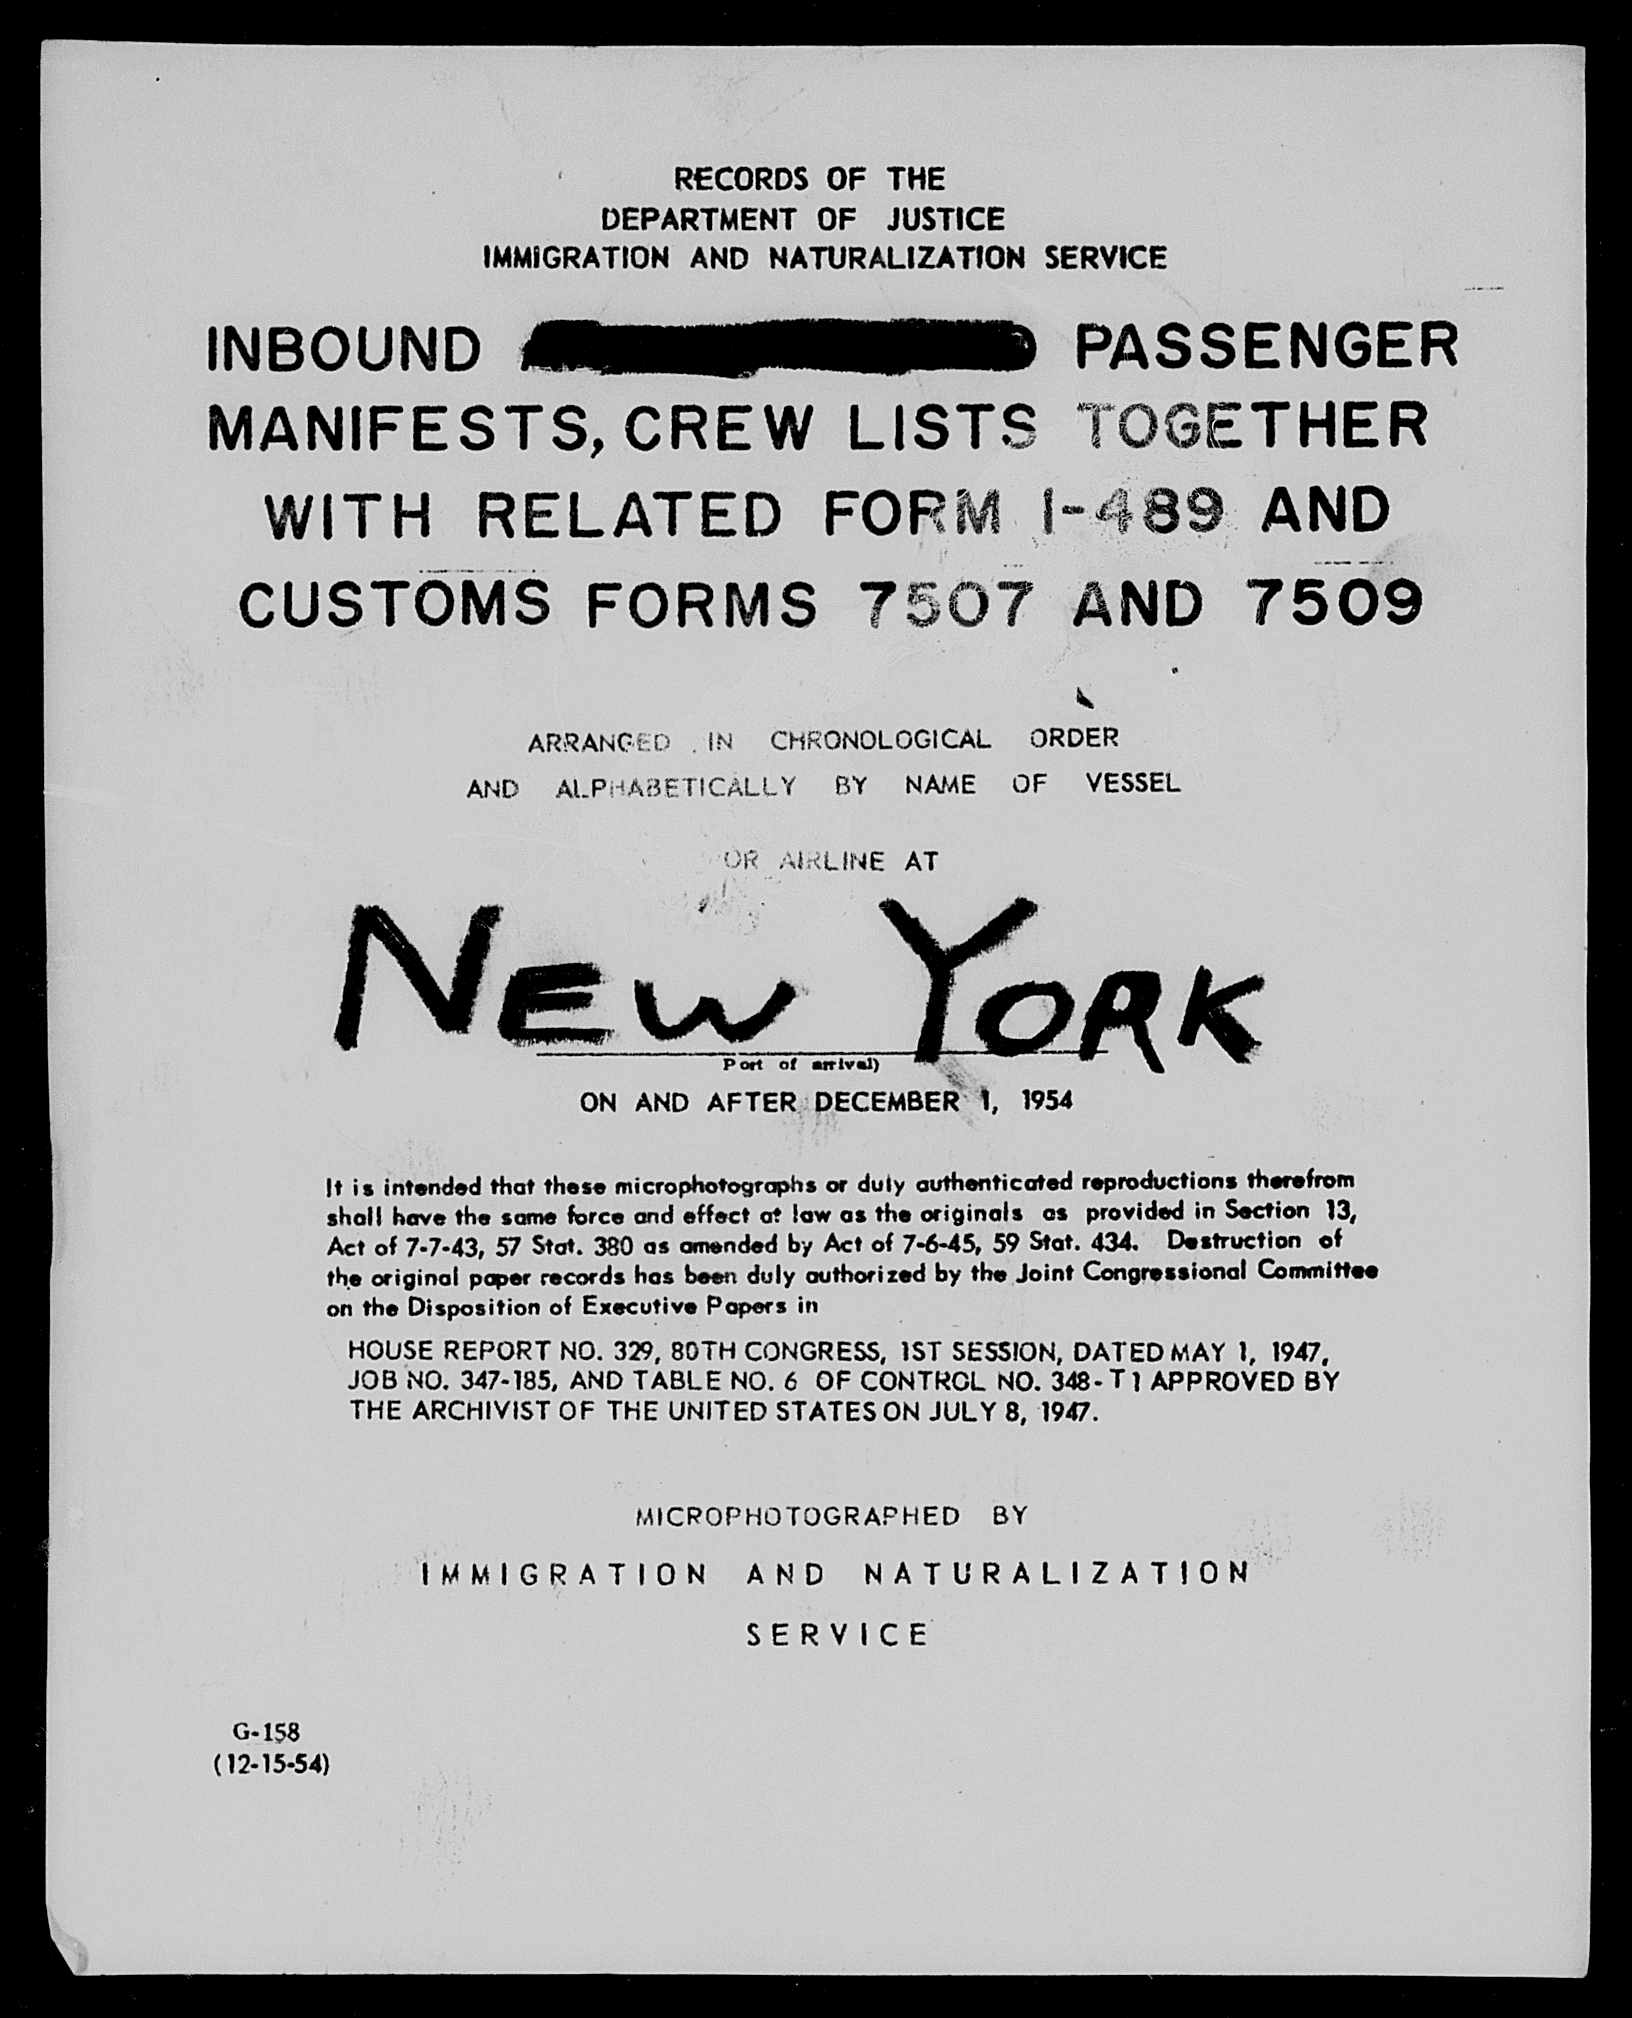 RECORDS OF THE
DEPARTMENT OF JUSTICE
IMMIGRATION AND NATURALIZATION SERVICE
INBOUND PASSENGER
MANIFESTS, CREW LISTS TOGETHER
WITH RELATED FORM I-489 AND
CUSTOMS FORMS 7507 AND 7509
ARRANGED IN CHRONOLOGICAL ORDER
AND ALPHABETICALLY BY NAME OF VESSEL
OR AIRLINE AT
NEW YORK
Port of arrival)
ON AND AFTER DECEMBER 1, 1954
It is intended that these microphotographs or duly authenticated reproductions therefrom
shall have the same force and effect at law as the originals as provided in Section 13,
Act of 7-7-43, 57 Stat. 380 as amended by Act of 7-6-45, 59 Stat. 434. Destruction of
the original paper records has been duly authorized by the Joint Congressional Committee
on the Disposition of Executive Papers in
HOUSE REPORT NO. 329, 80TH CONGRESS, 1ST SESSION, DATED MAY 1, 1947,
JOB NO. 347-185, AND TABLE NO. 6 OF CONTROL NO. 348-T1 APPROVED BY
THE ARCHIVIST OF THE UNITED STATES ON JULY 8, 1947.
MICROPHOTOGRAPHED BY
IMMIGRATION AND NATURALIZATION
SERVICE
G-158
(12-15-54)